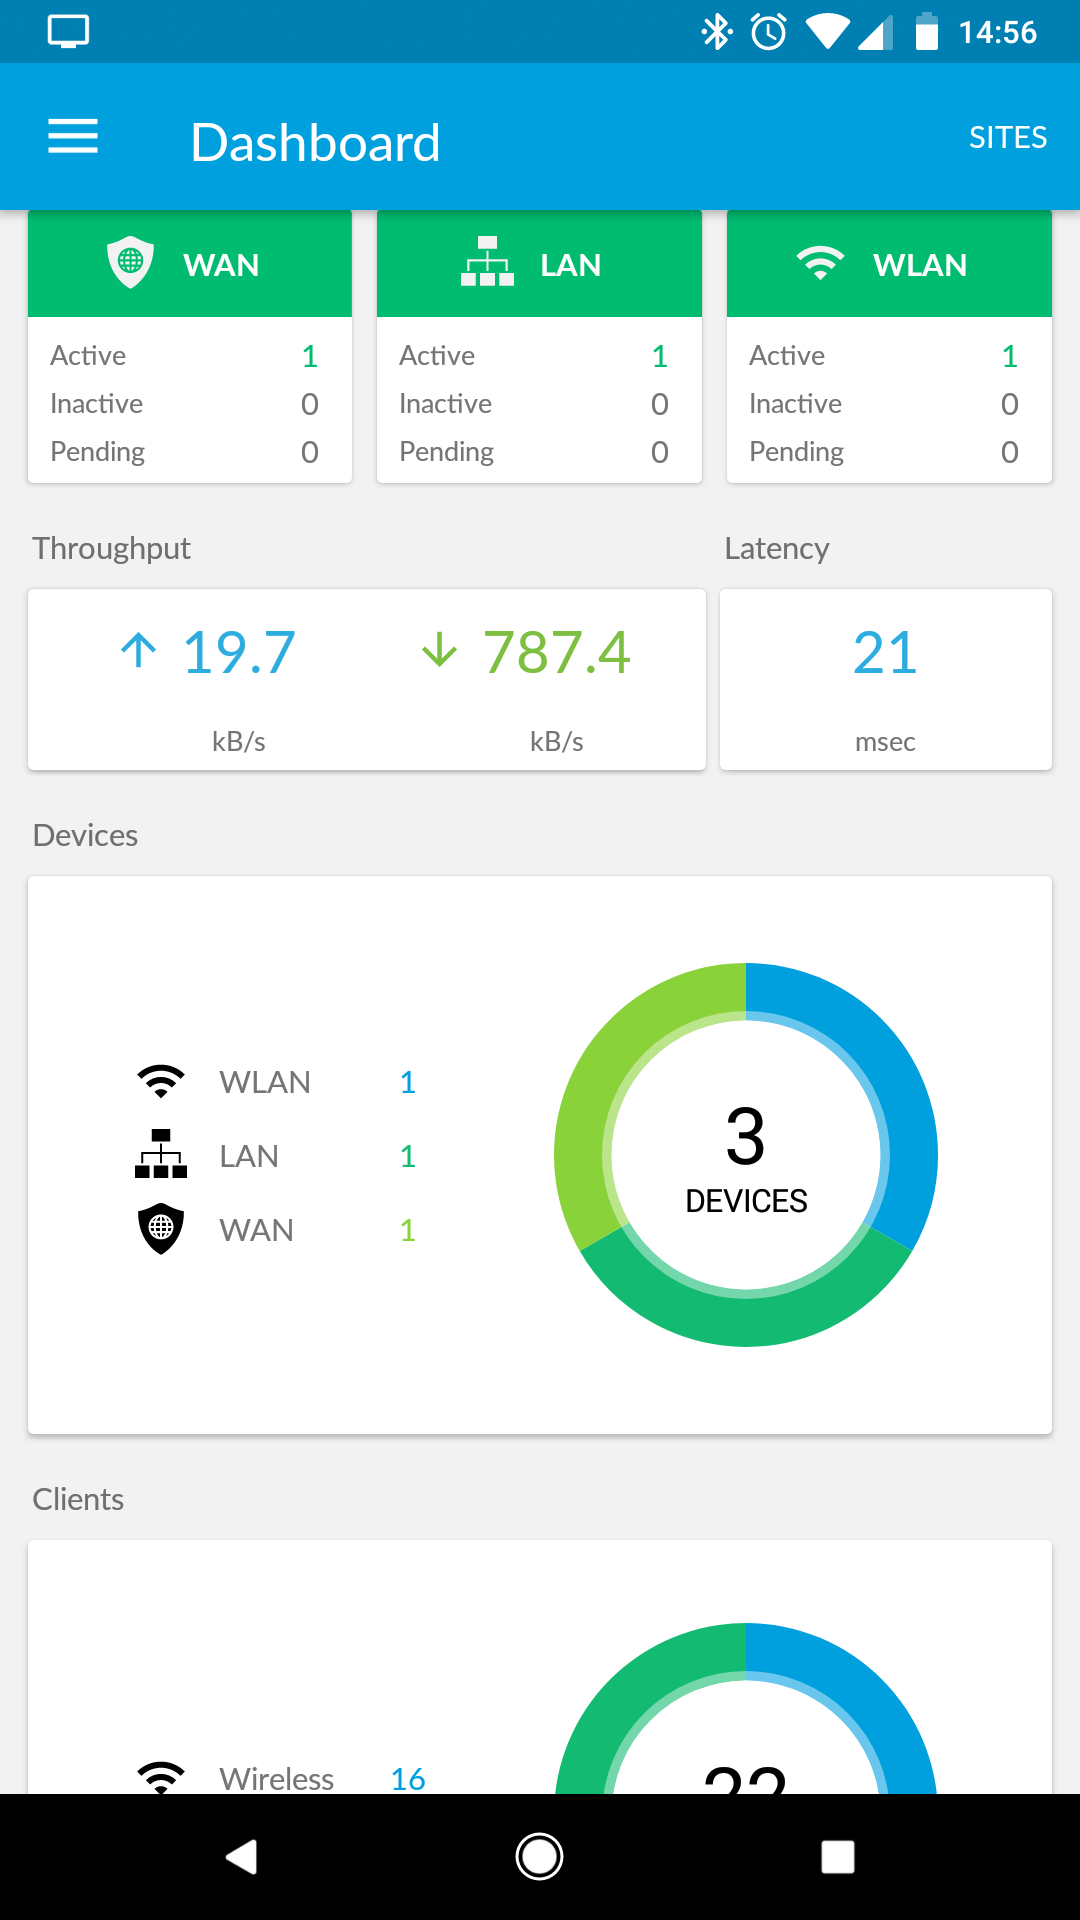 14:56
Dashboard SITES
WAN LAN WLAN
Active 1 Active 1 Active 1
Inactive 0 Inactive 0 Inactive 0
Pending 0 Pending 0 Pending 0
Throughput Latency
19.7 787.4 21
kB/s kB/s msec
Devices
WLAN 1
LAN 1
WAN 1
3
DEVICES
Clients
Wireless 16
22